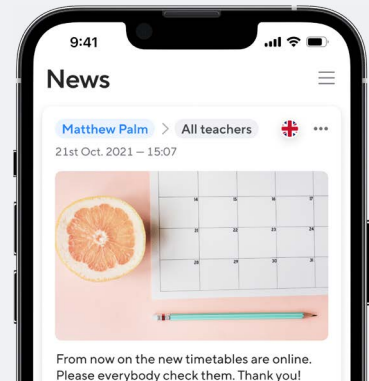 9:41
News
Matthew Palm > All teachers
21st Oct. 2021 — 15:07
From now on the new timetables are online.
Please everybody check them. Thank you!